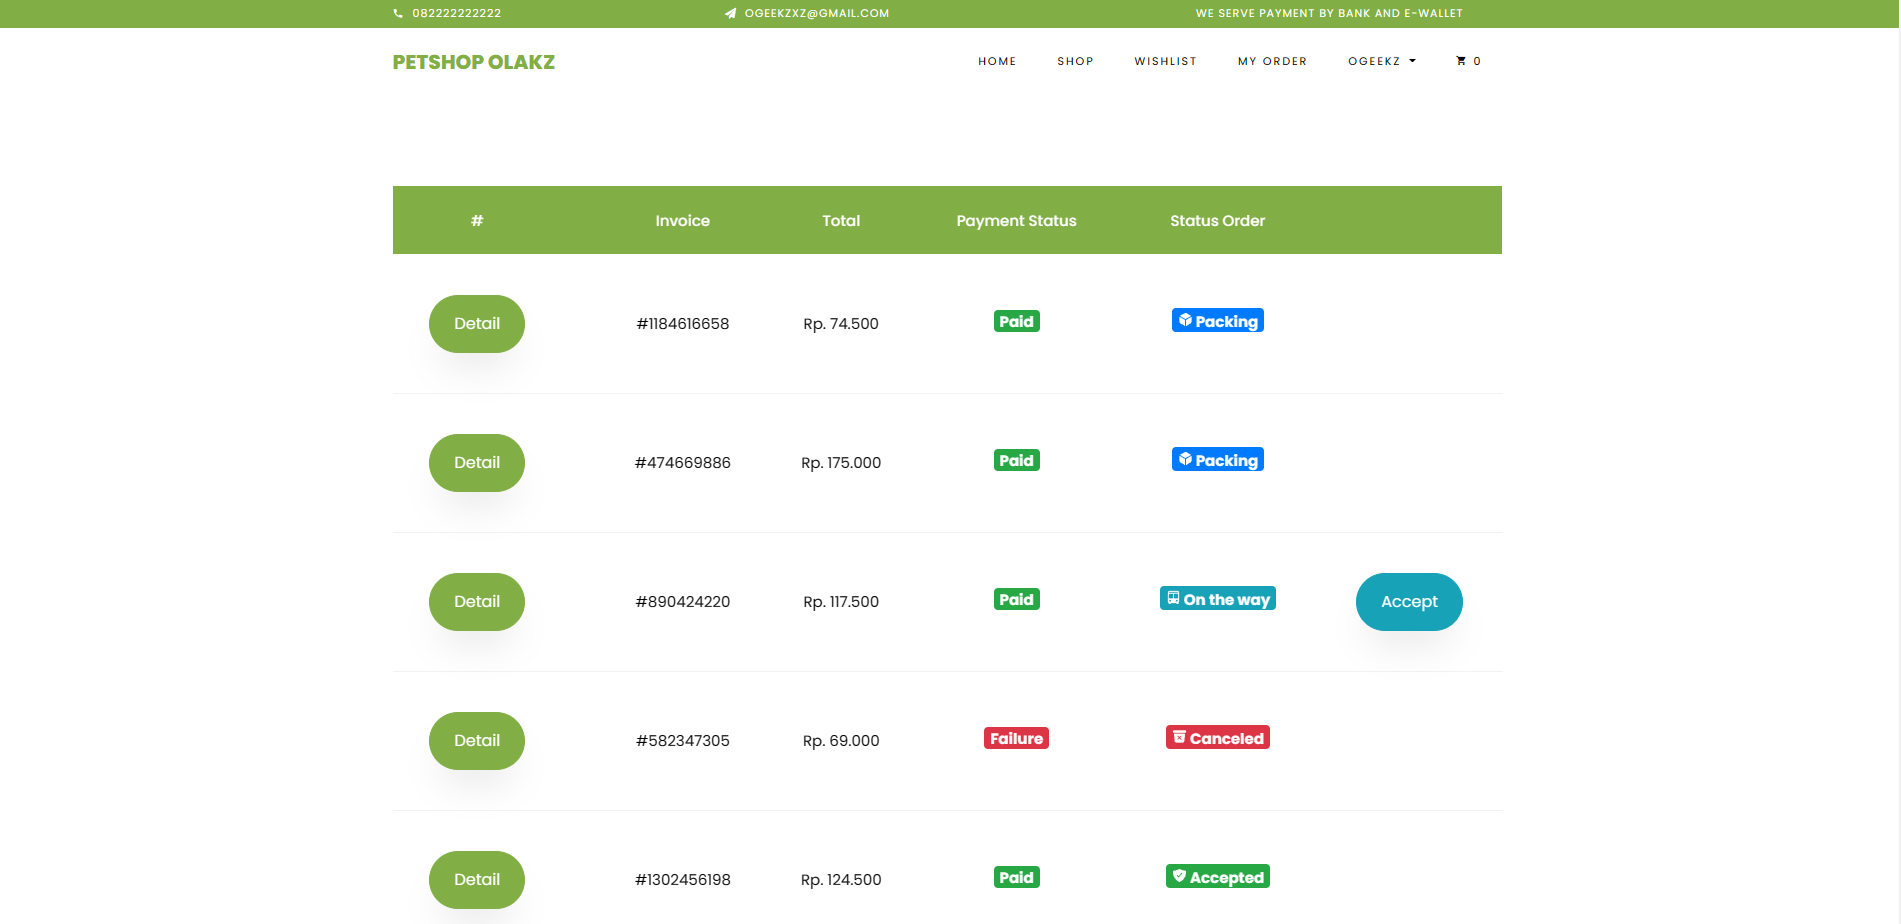 082222222222 OGEEKZXZ@GMAIL.COM WE SERVE PAYMENT BY BANK AND E-WALLET
PETSHOP OLAKZ HOME SHOP WISHLIST MY ORDER OGEEKZ 0
# Invoice Total Payment Status Status Order
Detail #1184616658 Rp. 74.500 Paid Packing
Detail #474669886 Rp. 175.000 Paid Packing
Detail #890424220 Rp. 117.500 Paid On the way Accept
Detail #582347305 Rp. 69.000 Failure Canceled
Detail #1302456198 Rp. 124.500 Paid Accepted